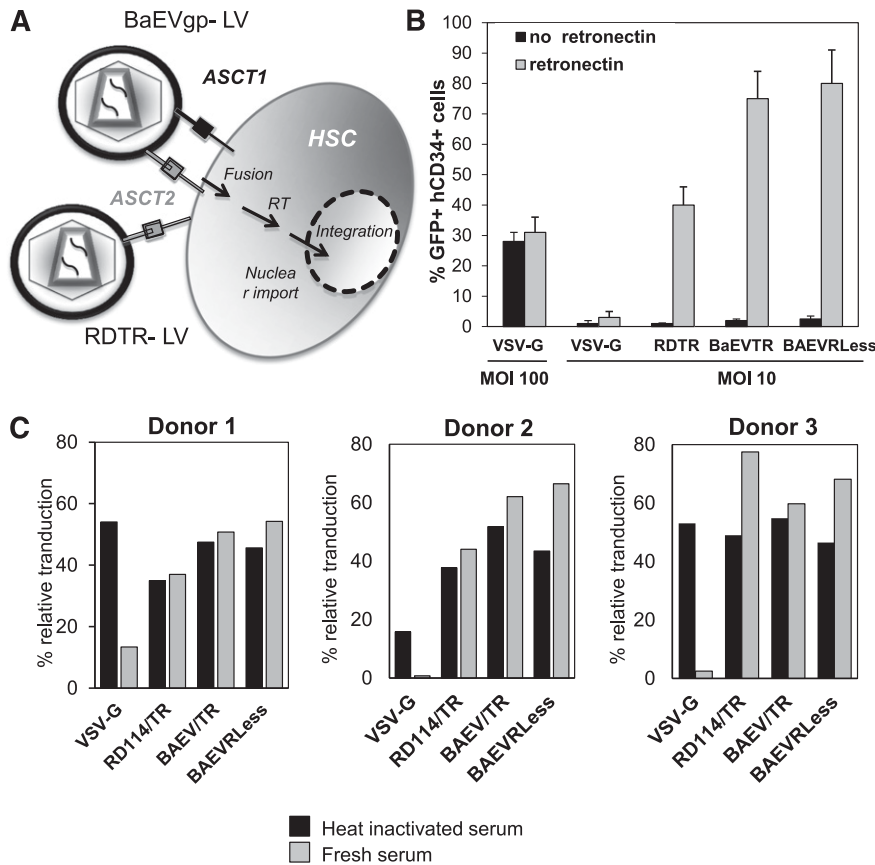 A
BaEVgp- LV
ASCT1
HSC
Fusion
ASCT2
RT
Integration
Nuclea
r import
RDTR- LV
B
% GFP+ hCD34+ cells
100
90
80
70
60
50
40
30
20
10
0
no retronectin
retronectin
VSV-G VSV-G RDTR BaEVTR BAEVRLess
MOI 100 MOI 10
C
Donor 1
% relative tranduction
80
60
40
20
0
VSV-G
RD114/TR
BAEV/TR
BAEVRLess
Donor 2
% relative tranduction
80
60
40
20
0
VSV-G
RD114/TR
BAEV/TR
BAEVRLess
Donor 3
% relative tranduction
80
60
40
20
0
VSV-G
RD114/TR
BAEV/TR
BAEVRLess
Heat inactivated serum
Fresh serum